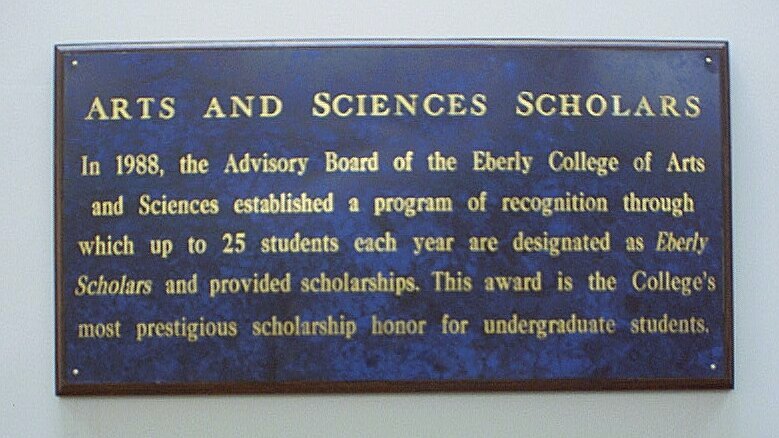 ARTS AND SCIENCES SCHOLARS
In 1988, the Advisory Board of the Eberly College of Arts
and Sciences established a program of recognition through
which up to 25 students each year are designated as Eberly
Scholars and provided scholarships. This award is the College's
most prestigious scholarship honor for undergraduate students.